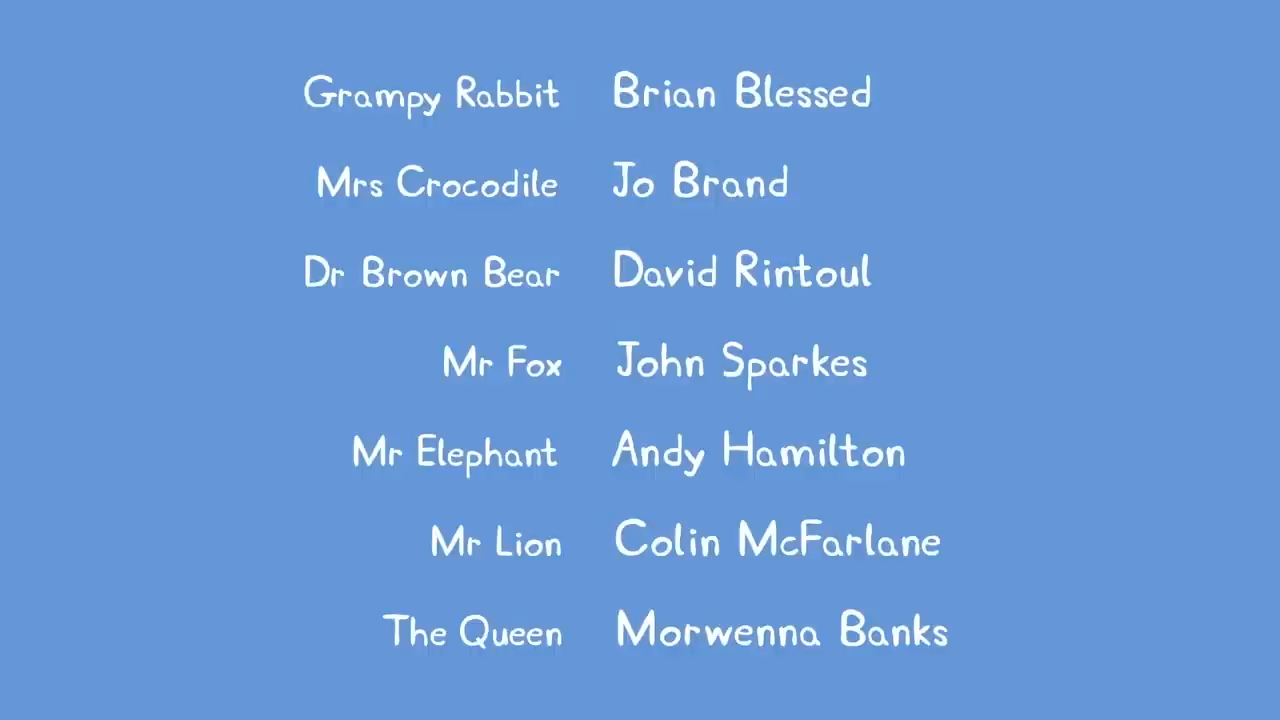 Grampy Rabbit Brian Blessed
Mrs Crocodile Jo Brand
Dr Brown Bear David Rintoul
Mr Fox John Sparkes
Mr Elephant Andy Hamilton
Mr Lion Colin McFarlane
The Queen Morwenna Banks